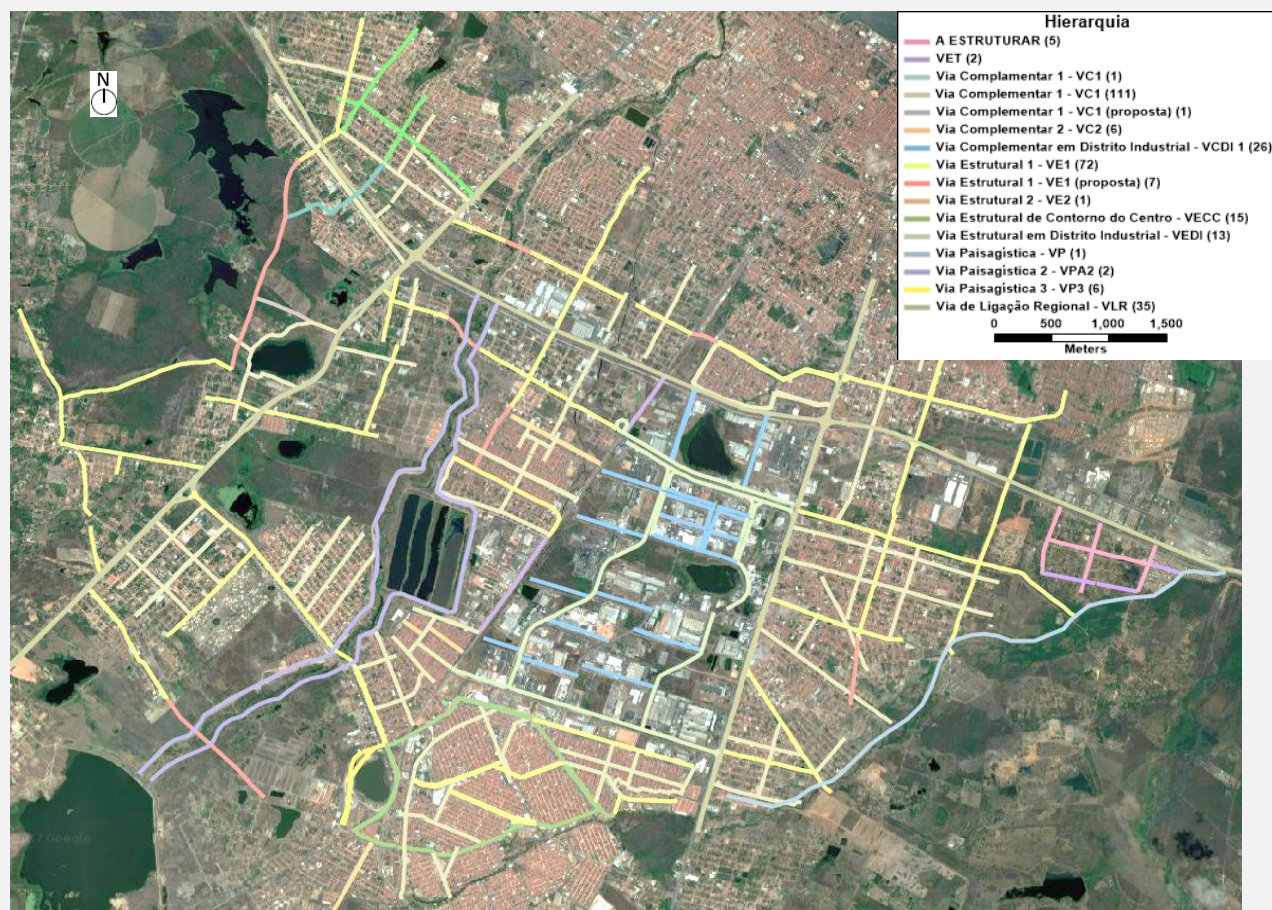 Hierarquia
A ESTRUTURAR (5)
VET (2)
Via Complamentar 1 - VC1 (1)
Via Complementar 1 - VC1 (111)
Via Complementar 1 - VC1 (proposta) (1)
Via Complementar 2 - VC2 (6)
Via Complementar em Distrito Industrial - VCDI 1 (26)
Via Estrutural 1 - VE1 (72)
Via Estrutural 1 - VE1 (proposta) (7)
Via Estrutural 2 - VE2 (1)
Via Estrutural de Contorno do Centro - VECC (15)
Via Estrutural em Distrito Industrial - VEDI (13)
Via Paisagística - VP (1)
Via Paisagística 2 - VPA2 (2)
Via Paisagística 3 - VP3 (6)
Via de Ligação Regional - VLR (35)
0 500 1,000 1,500
Meters
N
7 Google